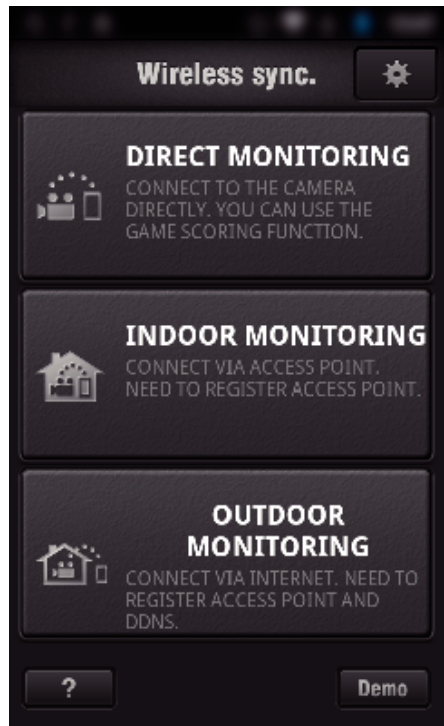 Wireless sync.
DIRECT MONITORING
CONNECT TO THE CAMERA
DIRECTLY. YOU CAN USE THE
GAME SCORING FUNCTION.
INDOOR MONITORING
CONNECT VIA ACCESS POINT.
NEED TO REGISTER ACCESS POINT.
OUTDOOR
MONITORING
CONNECT VIA INTERNET. NEED TO
REGISTER ACCESS POINT AND
DDNS.
?
Demo